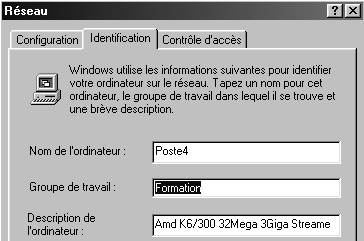 Réseau
Configuration Identification Contrôle d'accès
Windows utilise les informations suivantes pour identifier
votre ordinateur sur le réseau. Tapez un nom pour cet
ordinateur, le groupe de travail dans lequel il se trouve et
une brève description.
Nom de l'ordinateur : Poste4
Groupe de travail : Formation
Description de
l'ordinateur : Amd K6/300 32Mega 3Giga Streame